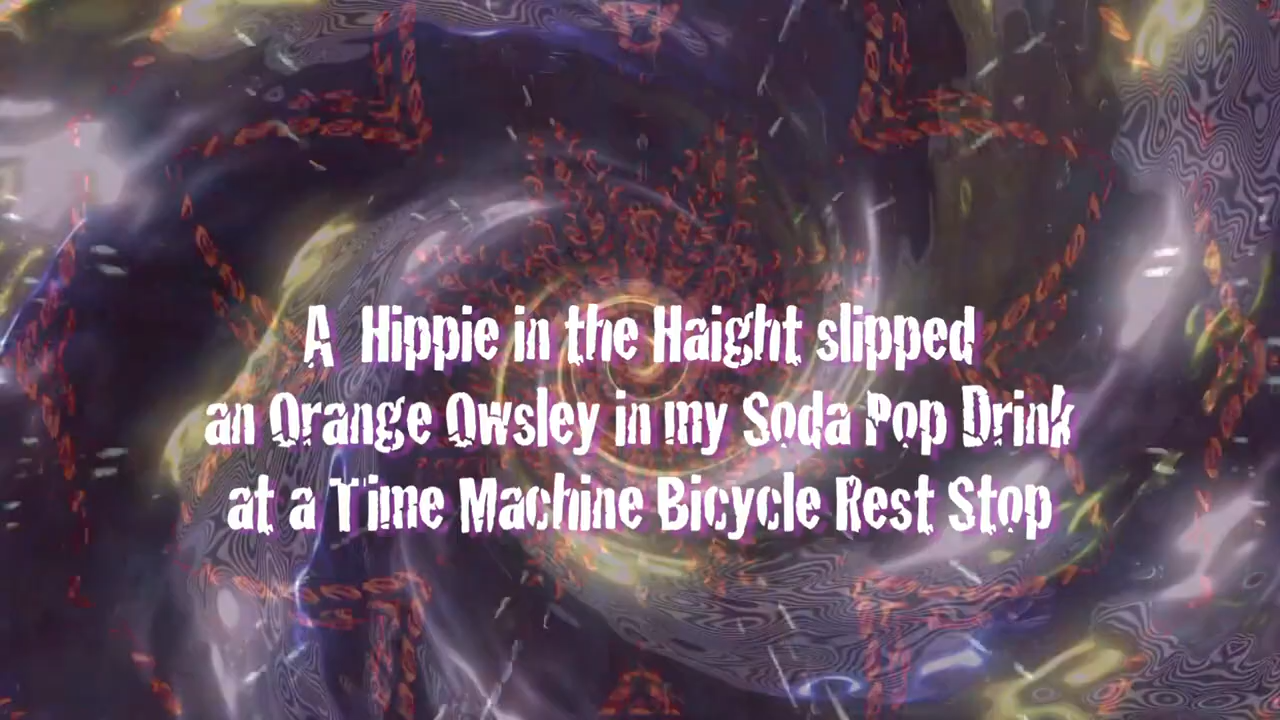 A Hippie in the Haight slipped
an Orange Owsley in my Soda Pop Drink
at a Time Machine Bicycle Rest Stop